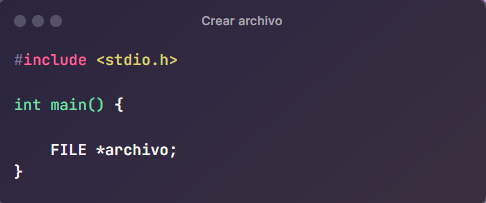 Crear archivo
#include <stdio.h>
int main() {
FILE *archivo;
}